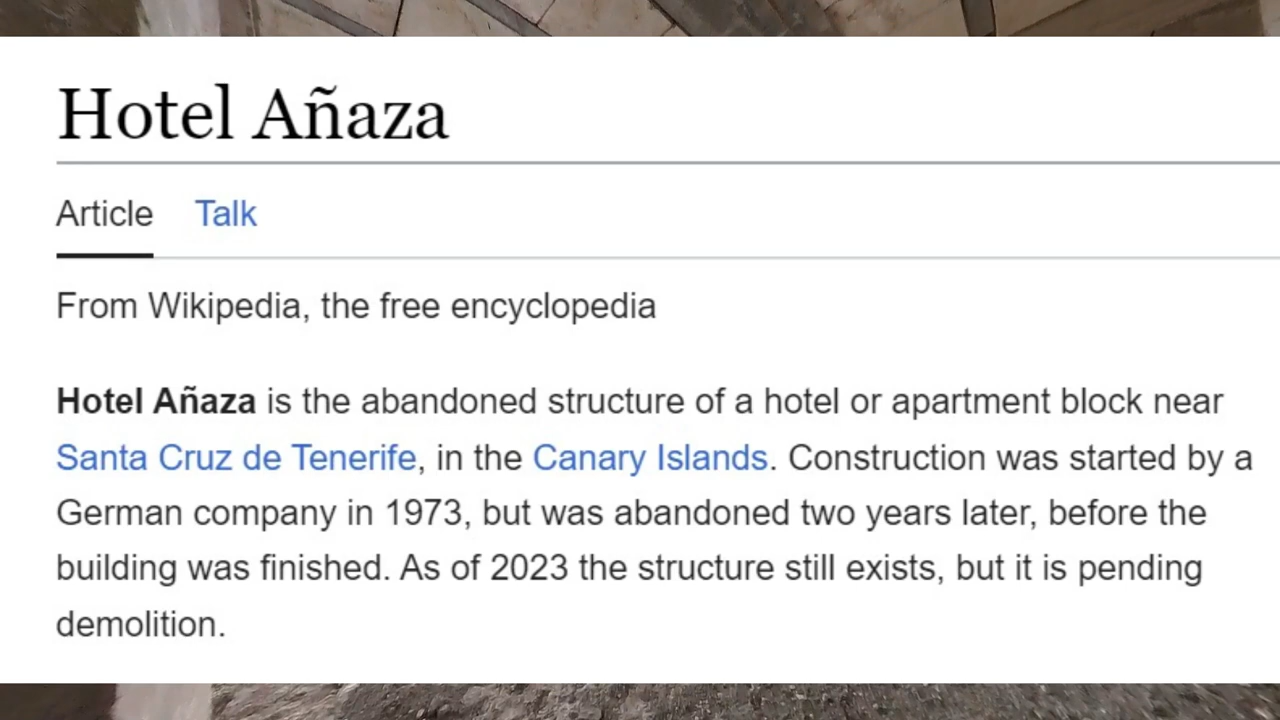 Hotel Añaza
Article Talk
From Wikipedia, the free encyclopedia
Hotel Añaza is the abandoned structure of a hotel or apartment block near
Santa Cruz de Tenerife, in the Canary Islands. Construction was started by a
German company in 1973, but was abandoned two years later, before the
building was finished. As of 2023 the structure still exists, but it is pending
demolition.